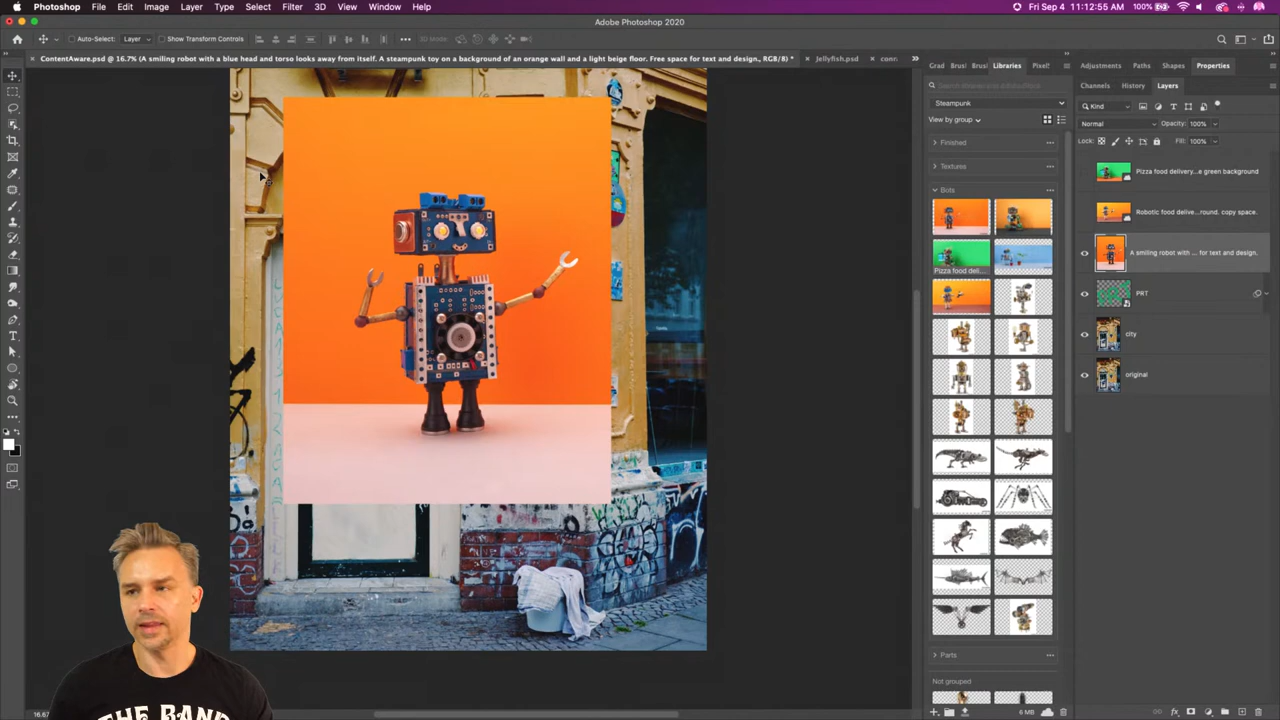 Photoshop File Edit Image Layer Type Select Filter 3D View Window Help
100% Fri Sep 4 11:12:55
Adobe Photoshop 2020
Auto-Select: Layer Show Transform Controls ••• 3D Mode:
× ContentAware.psd @ 16.7% (A smiling robot with a blue head and torso looks away from itself. A steampunk toy on a background of an orange wall and a light beige floor. Free space for text and design., RGB/8) * × Jellyfish.psd ×
Grad Brus Brus Libraries Pixel
Adjustments Paths Shapes Properties
Channels History Layers
Steampunk
Kind
View by group
Normal Opacity: 100%
Lock: Fill: 100%
Finished
Textures
Bots
Pizza food deli...
Parts
Not grouped
6 MB
Pizza food delivery...e green background
Robotic food delive...round. copy space.
A smiling robot with ... for text and design.
PRT
city
original
16.67
THE BAND